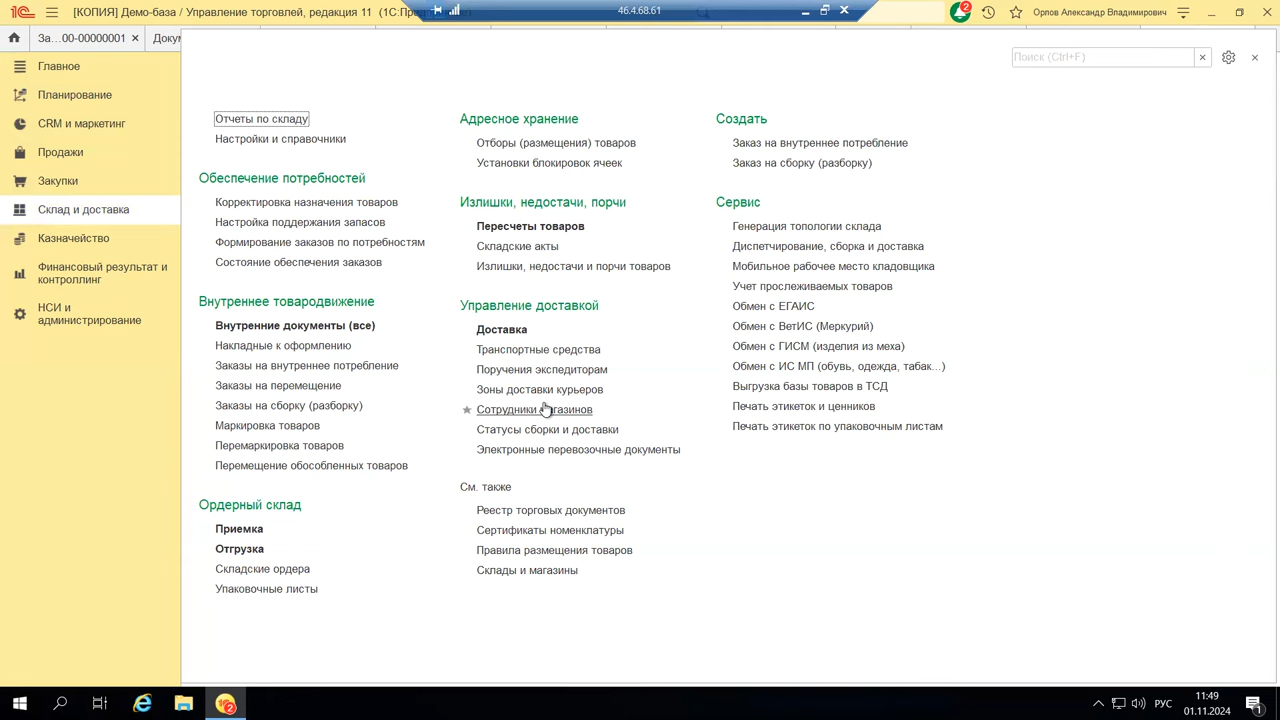 [КОПИЯ] Демо-база / Управление торговлей, редакция 11 (1С:Пр
46.4.68.61
2
Орлов Александр Владимирович
За...00-00000001
Главное
Планирование
CRM и маркетинг
Продажи
Закупки
Склад и доставка
Казначейство
Финансовый результат и
контроллинг
НСИ и
администрирование
Поиск (Ctrl+F)
Отчеты по складу
Настройки и справочники
Обеспечение потребностей
Корректировка назначения товаров
Настройка поддержания запасов
Формирование заказов по потребностям
Состояние обеспечения заказов
Внутреннее товародвижение
Внутренние документы (все)
Накладные к оформлению
Заказы на внутреннее потребление
Заказы на перемещение
Заказы на сборку (разборку)
Маркировка товаров
Перемаркировка товаров
Перемещение обособленных товаров
Ордерный склад
Приемка
Отгрузка
Складские ордера
Упаковочные листы
Адресное хранение
Отборы (размещения) товаров
Установки блокировок ячеек
Излишки, недостачи, порчи
Пересчеты товаров
Складские акты
Излишки, недостачи и порчи товаров
Управление доставкой
Доставка
Транспортные средства
Поручения экспедиторам
Зоны доставки курьеров
Сотрудники магазинов
Статусы сборки и доставки
Электронные перевозочные документы
См. также
Реестр торговых документов
Сертификаты номенклатуры
Правила размещения товаров
Склады и магазины
Создать
Заказ на внутреннее потребление
Заказ на сборку (разборку)
Сервис
Генерация топологии склада
Диспетчирование, сборка и доставка
Мобильное рабочее место кладовщика
Учет прослеживаемых товаров
Обмен с ЕГАИС
Обмен с ВетИС (Меркурий)
Обмен с ГИСМ (изделия из меха)
Обмен с ИС МП (обувь, одежда, табак...)
Выгрузка базы товаров в ТСД
Печать этикеток и ценников
Печать этикеток по упаковочным листам
2
РУС
11:49
01.11.2024
1